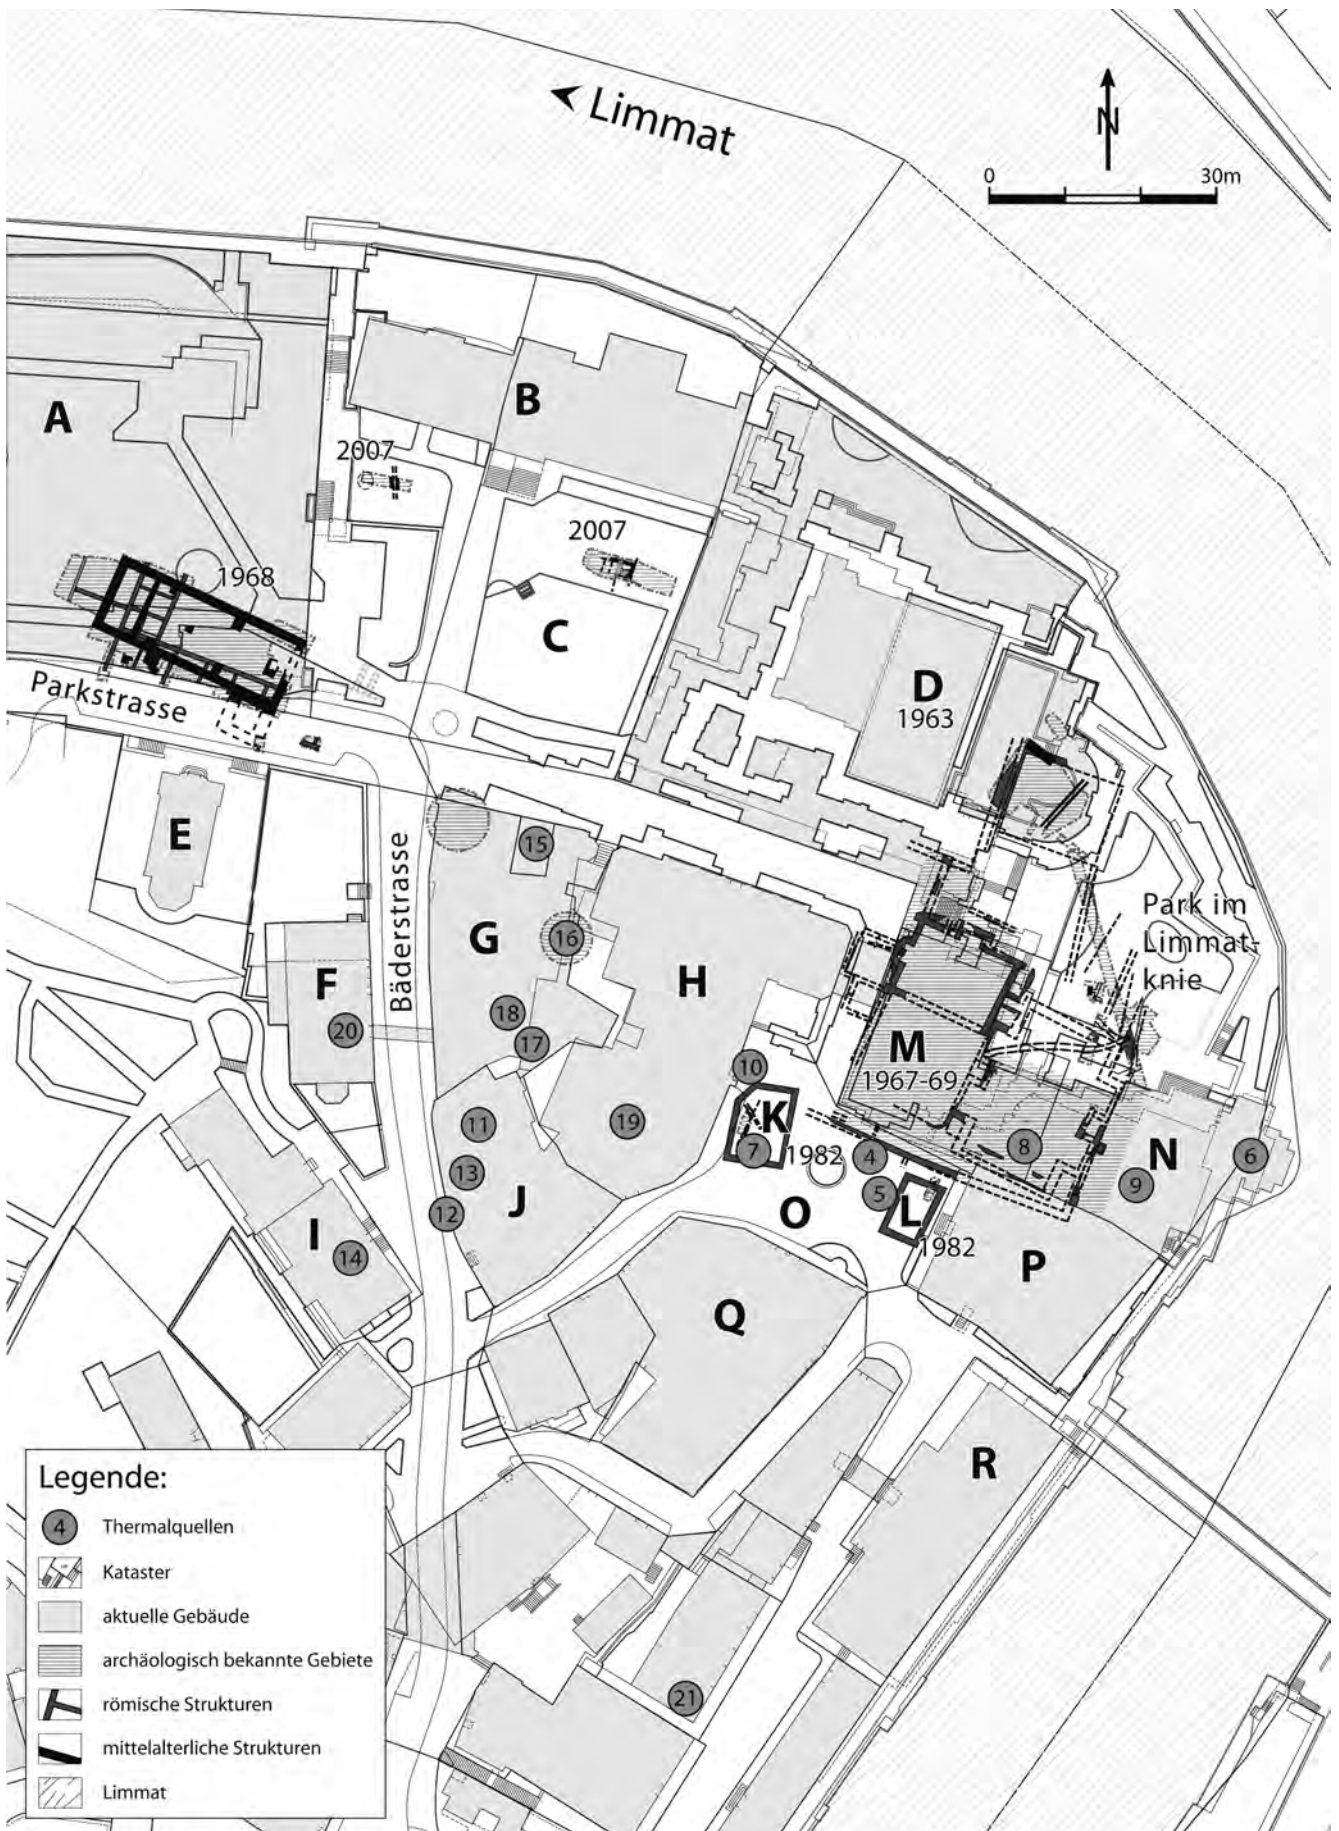 Limmat
N
0 30m
A
B
2007
2007
1968
C
D
1963
Parkstrasse
E
Bäderstrasse
15
G
16
H
Park im
Limmat-
knie
F
18
20
17
M
1967-69
10
K
11
19
7
1982
4
8
N
6
13
9
5
J
12
O
L
1982
I
14
P
Q
R
21
Legende:
4 Thermalquellen
Kataster
aktuelle Gebäude
archäologisch bekannte Gebiete
römische Strukturen
mittelalterliche Strukturen
Limmat